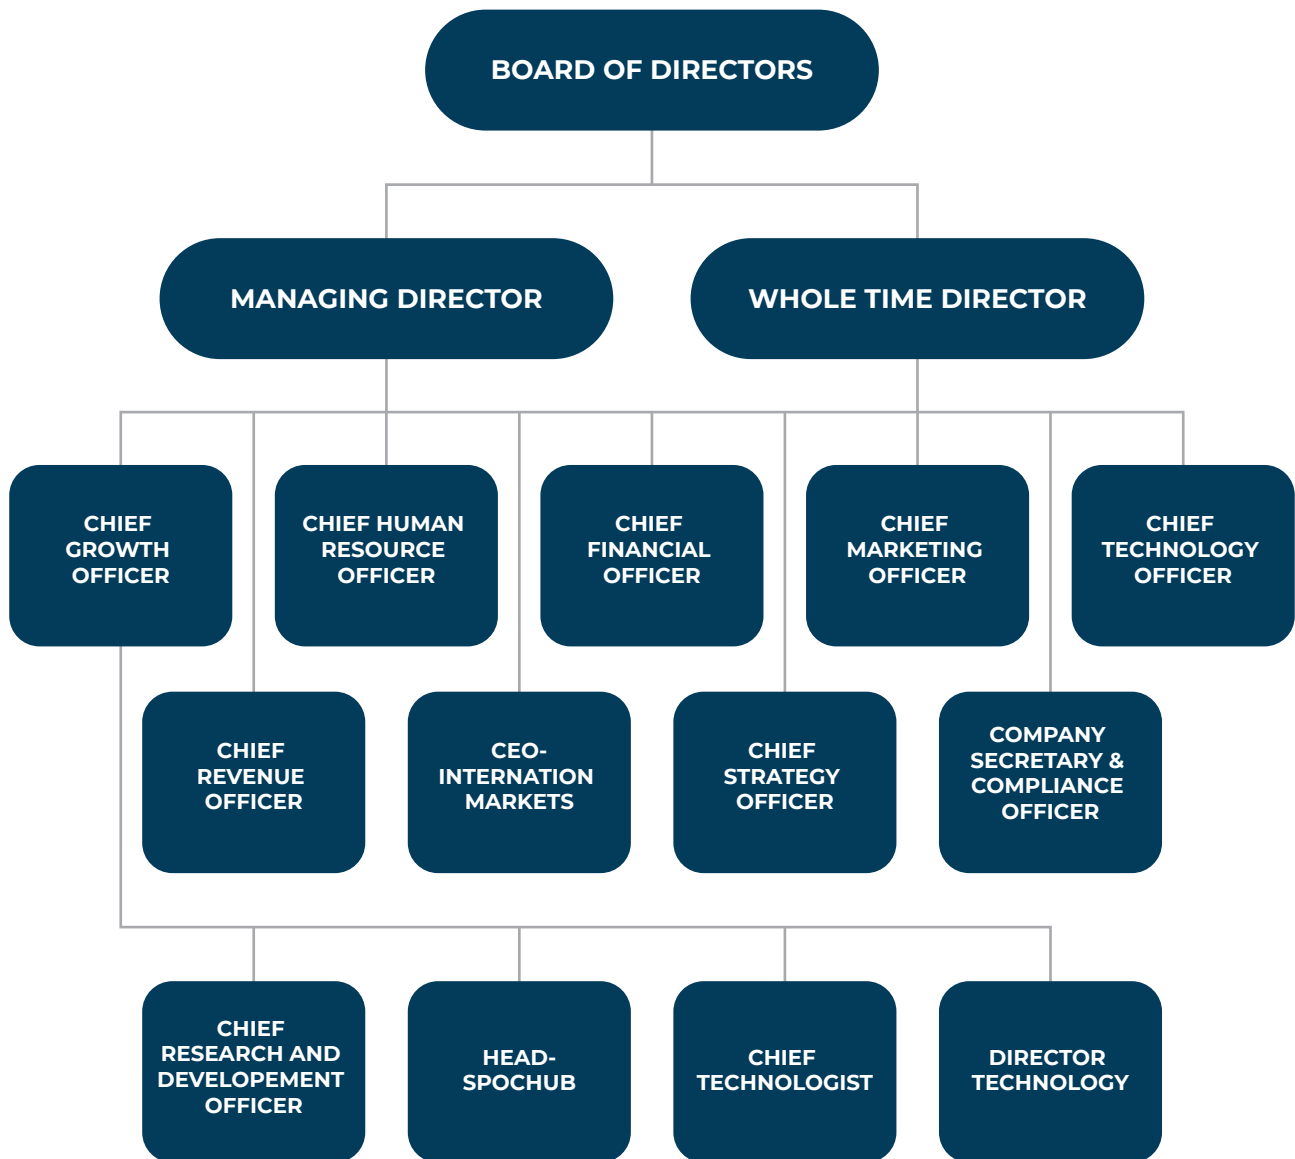 BOARD OF DIRECTORS
MANAGING DIRECTOR
WHOLE TIME DIRECTOR
CHIEF
GROWTH
OFFICER
CHIEF HUMAN
RESOURCE
OFFICER
CHIEF
FINANCIAL
OFFICER
CHIEF
MARKETING
OFFICER
CHIEF
TECHNOLOGY
OFFICER
CHIEF
REVENUE
OFFICER
CEO-
INTERNATION
MARKETS
CHIEF
STRATEGY
OFFICER
COMPANY
SECRETARY &
COMPLIANCE
OFFICER
CHIEF
RESEARCH AND
DEVELOPEMENT
OFFICER
HEAD-
SPOCHUB
CHIEF
TECHNOLOGIST
DIRECTOR
TECHNOLOGY